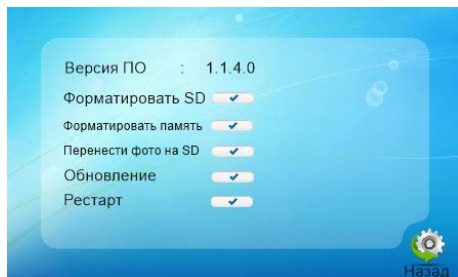 Версия ПО : 1.1.4.0
Форматировать SD
Форматировать память
Перенести фото на SD
Обновление
Рестарт
Назад